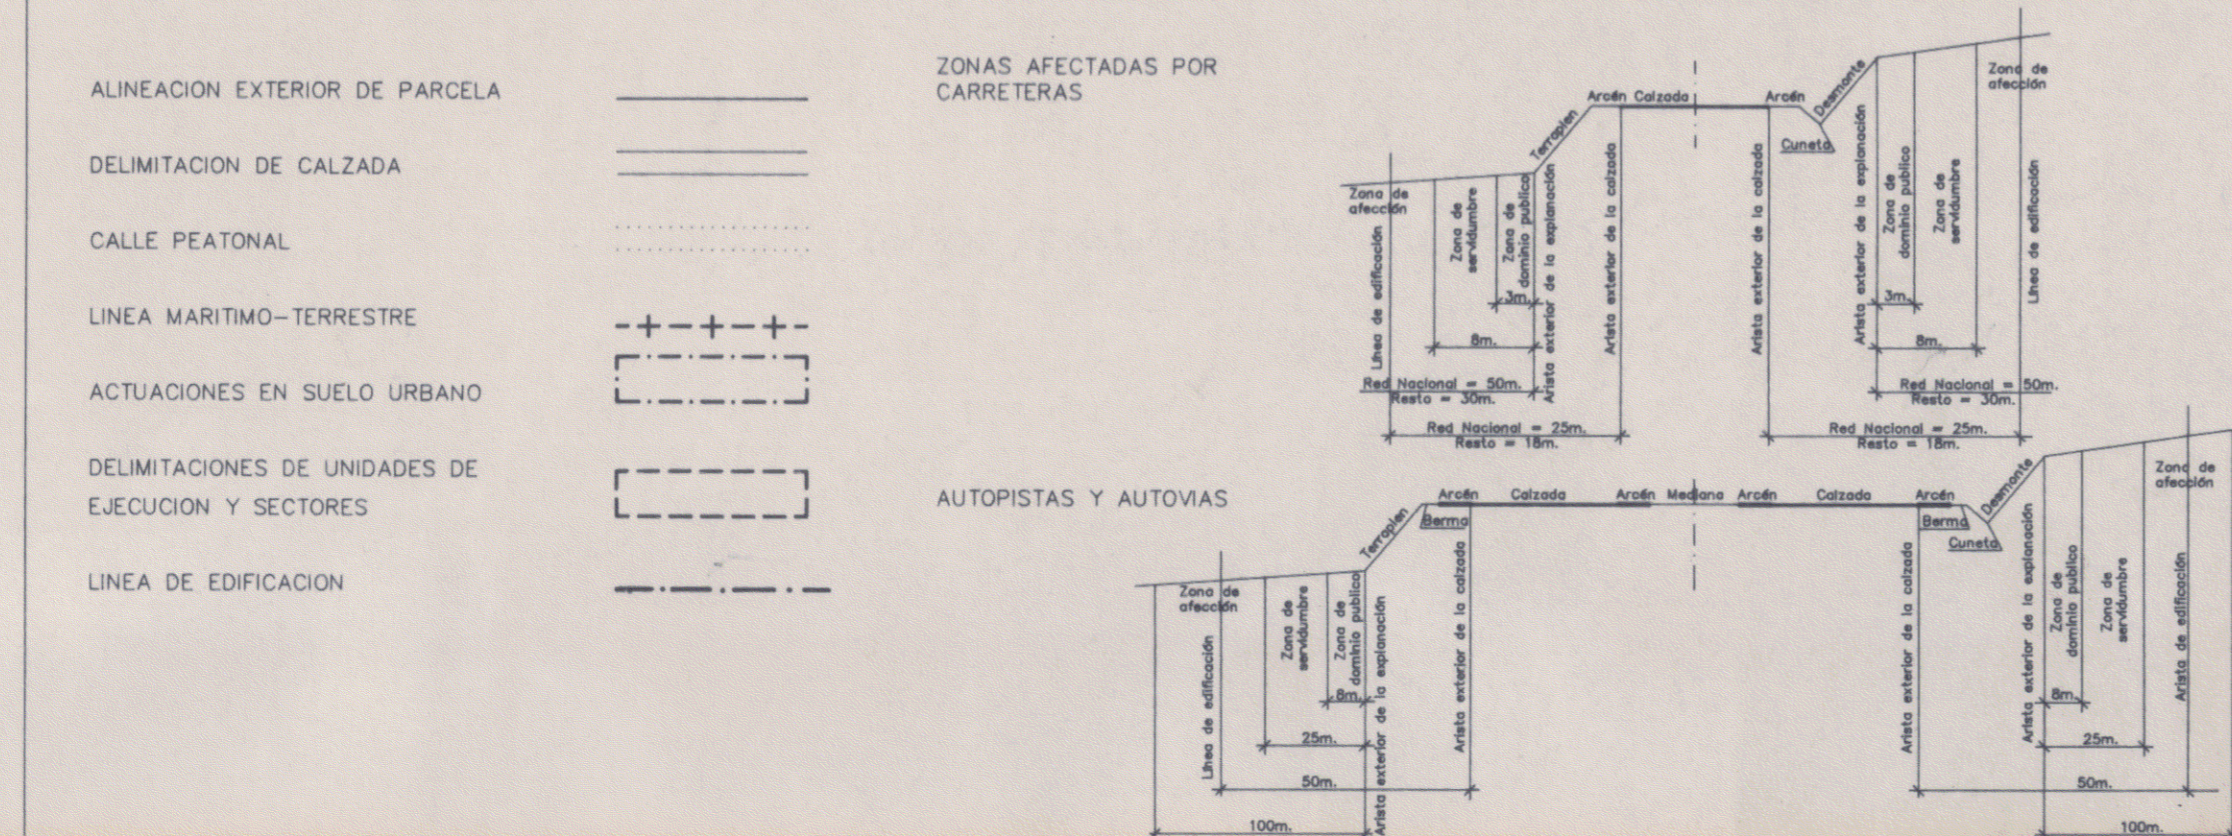 ALINEACION EXTERIOR DE PARCELA
DELIMITACION DE CALZADA
CALLE PEATONAL
LINEA MARITIMO-TERRESTRE
ACTUACIONES EN SUELO URBANO
DELIMITACIONES DE UNIDADES DE
EJECUCION Y SECTORES
LINEA DE EDIFICACION
ZONAS AFECTADAS POR
CARRETERAS
Zona de
afección
Línea de edificación
Zona de
servidumbre
Zona de
dominio publico
Arista exterior de la explanación
Terraplen
Arcén Calzada
Arcén
Arista exterior de la calzada
Arista exterior de la calzada
Cuneta
Desmonte
Arista exterior de la explanación
Zona de
dominio publico
Zona de
servidumbre
Zona de
afección
Línea de edificación
3m.
8m.
Red Nacional = 50m.
Resto = 30m.
Red Nacional = 25m.
Resto = 18m.
3m.
8m.
Red Nacional = 50m.
Resto = 30m.
Red Nacional = 25m.
Resto = 18m.
AUTOPISTAS Y AUTOVIAS
Zona de
afección
Línea de edificación
Zona de
servidumbre
Zona de
dominio publico
Arista exterior de la explanación
Terraplen
Arcén Calzada Arcén Mediana Arcén Calzada Arcén
Berma
Arista exterior de la calzada
Arista exterior de la calzada
Berma
Cuneta
Desmonte
Arista exterior de la explanación
Zona de
dominio publico
Zona de
servidumbre
Zona de
afección
Arista de edificación
8m.
25m.
50m.
100m.
8m.
25m.
50m.
100m.